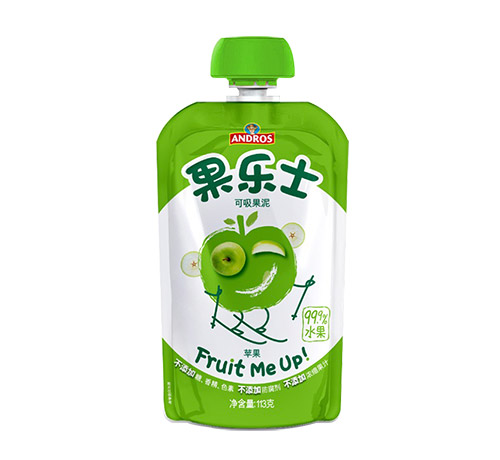 ANDROS
果乐士
可吸果泥
99.9%
水果
苹果
Fruit Me Up!
不添加糖, 香精, 色素 不添加防腐剂 不添加浓缩果汁
净含量:113克